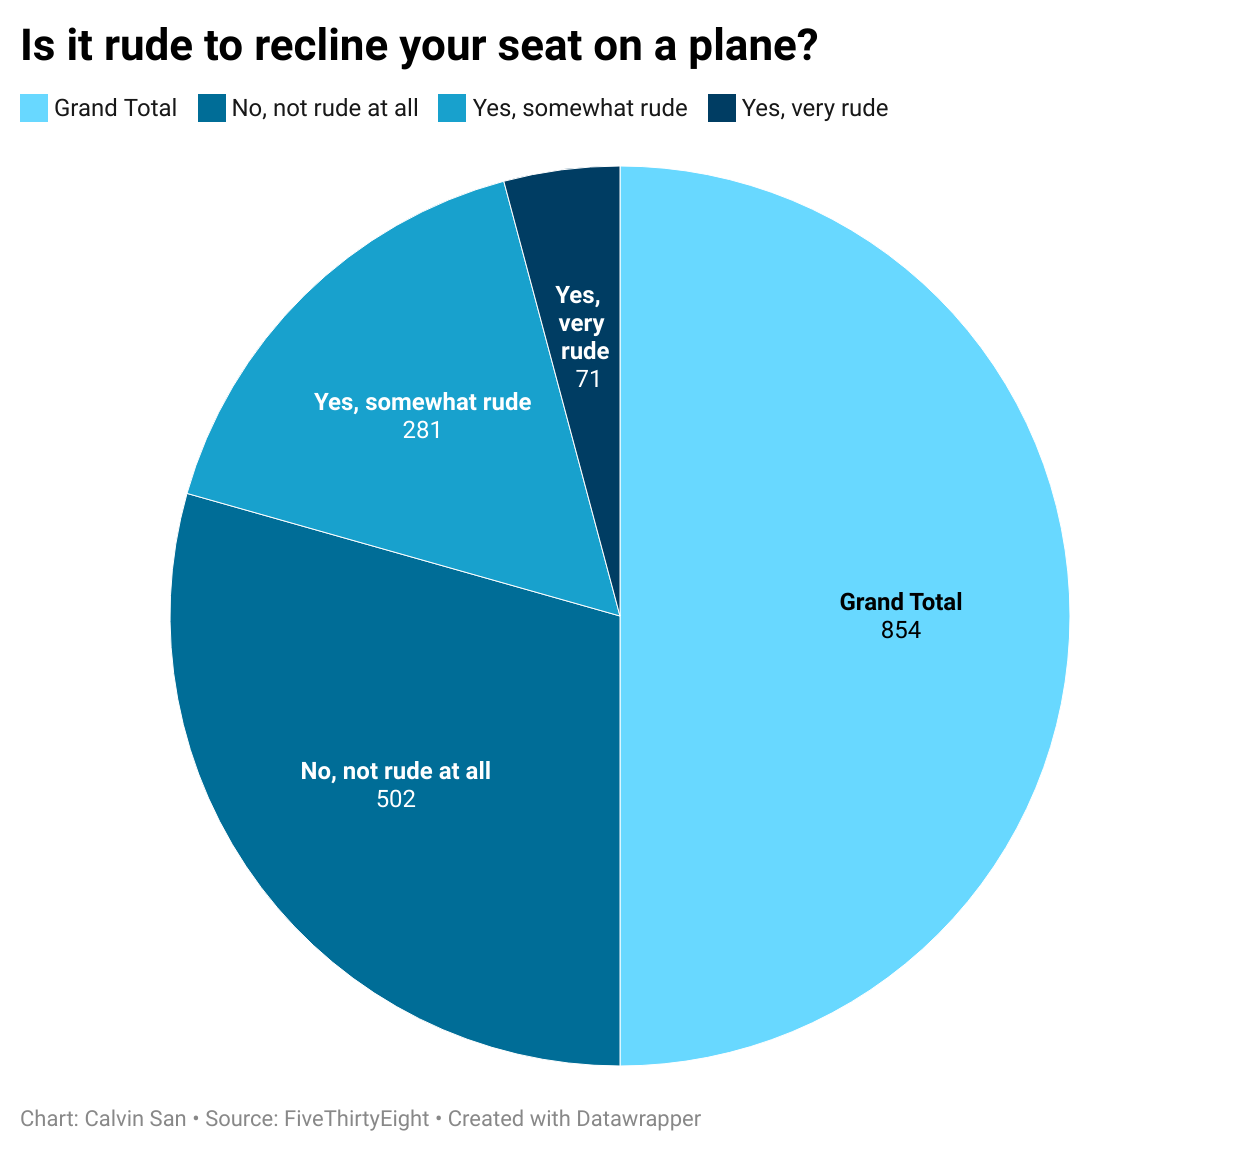 Is it rude to recline your seat on a plane?
Grand Total No, not rude at all Yes, somewhat rude Yes, very rude
Yes,
very
rude
71
Yes, somewhat rude
281
Grand Total
854
No, not rude at all
502
Chart: Calvin San • Source: FiveThirtyEight • Created with Datawrapper